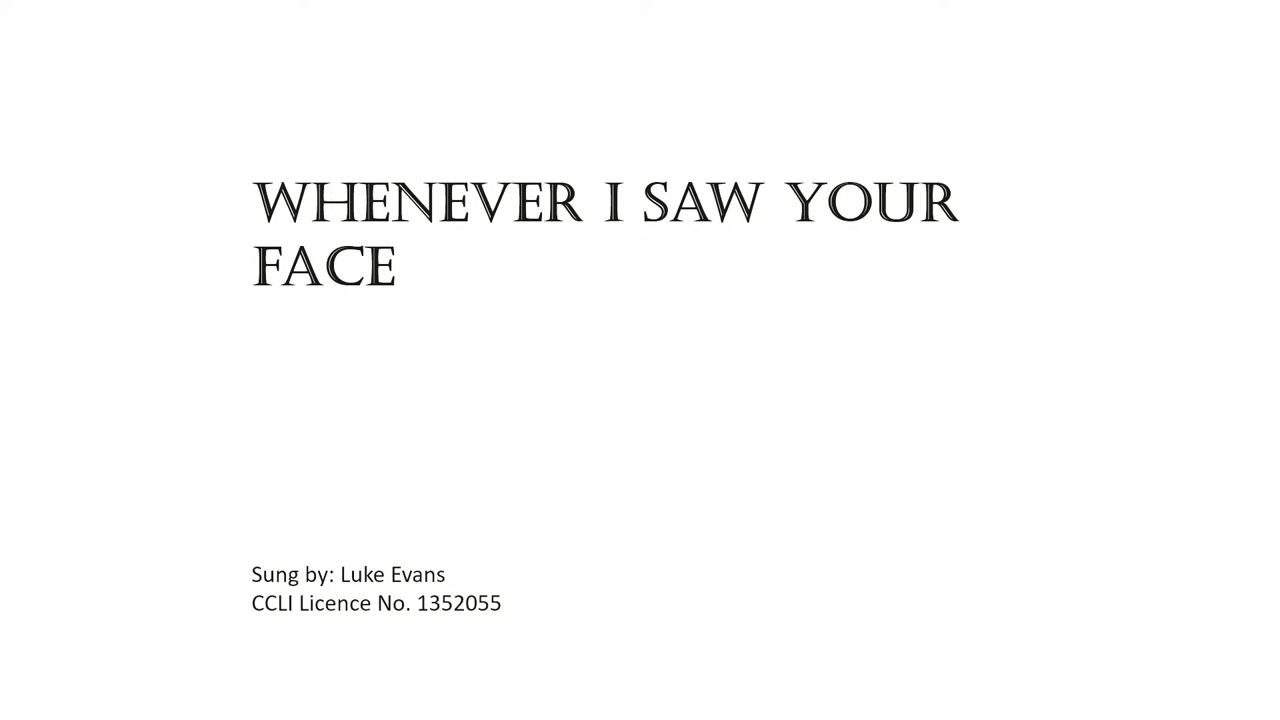 WHENEVER I SAW YOUR
FACE
Sung by: Luke Evans
CCLI Licence No. 1352055